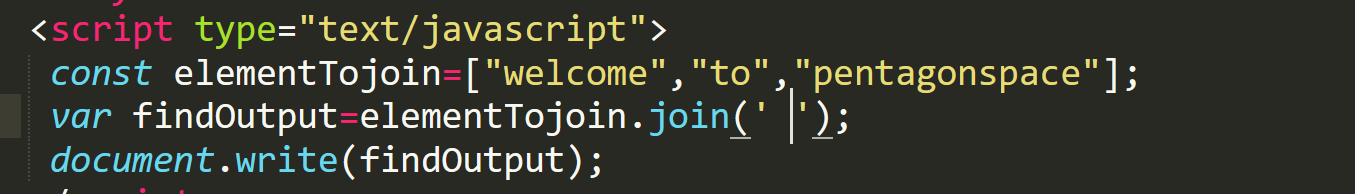 <script type="text/javascript">
const elementTojoin=["welcome","to","pentagonspace"];
var findOutput=elementTojoin.join(' ');
document.write(findOutput);